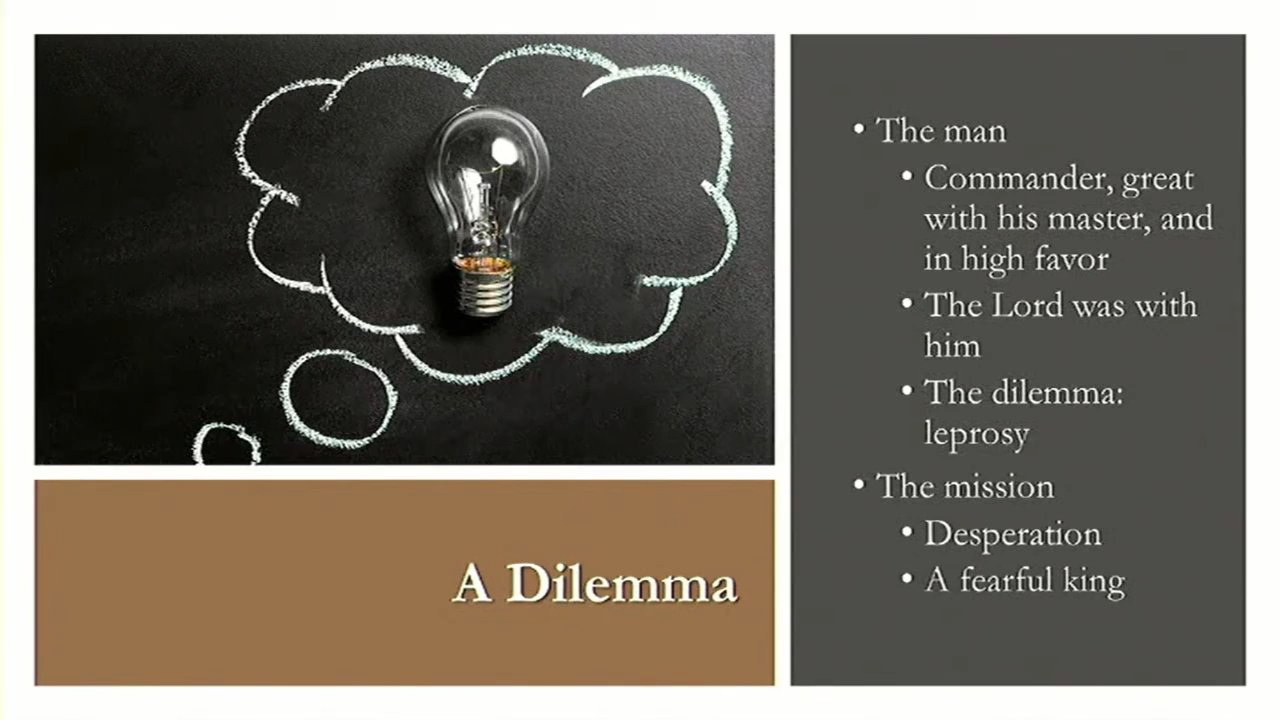 • The man
• Commander, great
with his master, and
in high favor
• The Lord was with
him
• The dilemma:
leprosy
• The mission
• Desperation
• A fearful king
A Dilemma